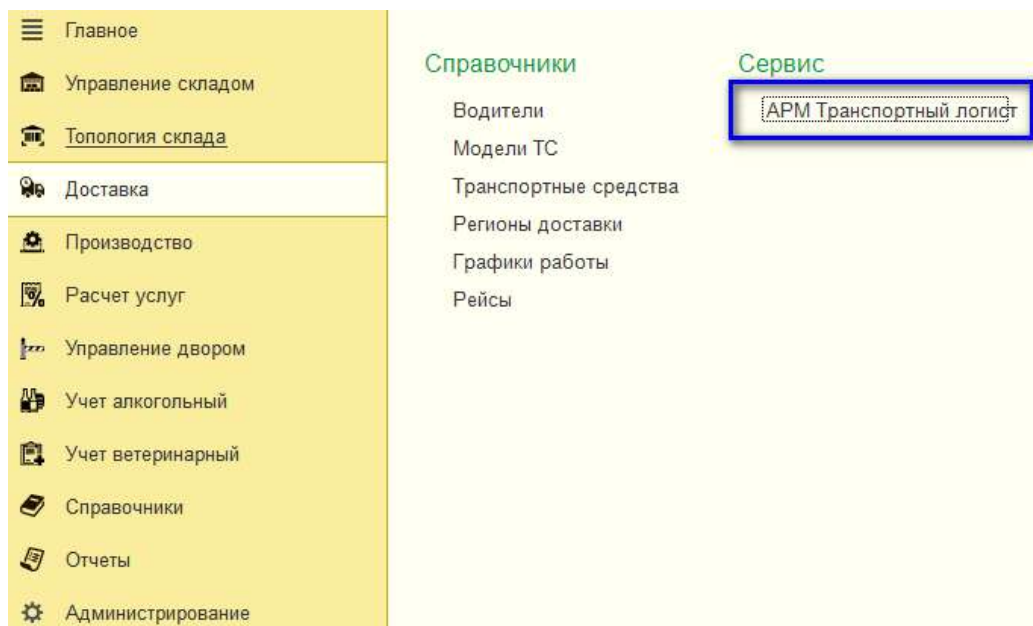 Главное
Управление складом
Топология склада
Доставка
Производство
Расчет услуг
Управление двором
Учет алкогольный
Учет ветеринарный
Справочники
Отчеты
Администрирование
Справочники
Водители
Модели ТС
Транспортные средства
Регионы доставки
Графики работы
Рейсы
Сервис
АРМ Транспортный логист